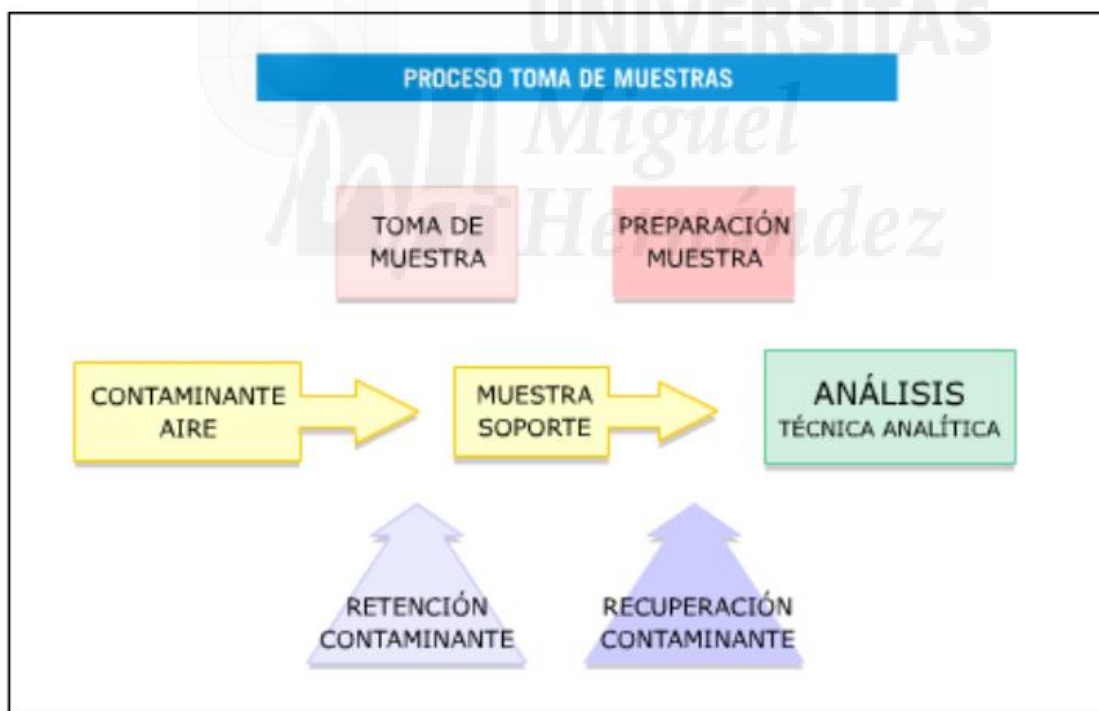 UNIVERSITAS
Miguel
Hernández
PROCESO TOMA DE MUESTRAS
TOMA DE
MUESTRA
PREPARACIÓN
MUESTRA
CONTAMINANTE
AIRE
MUESTRA
SOPORTE
ANÁLISIS
TÉCNICA ANALÍTICA
RETENCIÓN
CONTAMINANTE
RECUPERACIÓN
CONTAMINANTE